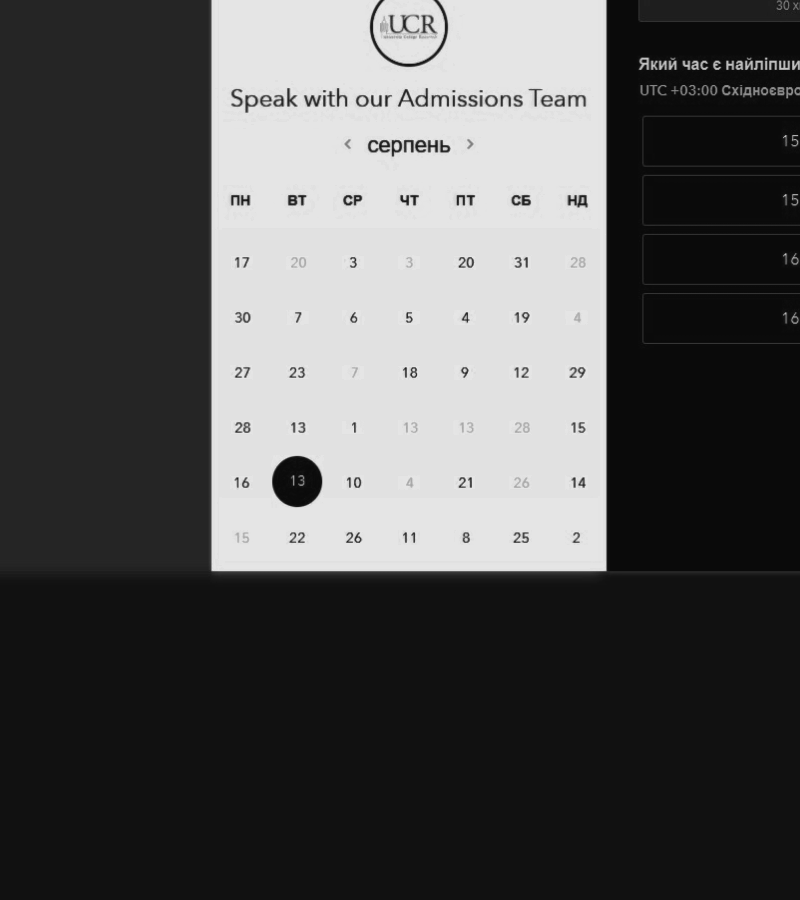 UCR
Speak with our Admissions Team
< серпень >
ПН ВТ СР ЧТ ПТ СБ НД
17 20 3 3 20 31 28
30 7 6 5 4 19 4
27 23 7 18 9 12 29
28 13 1 13 13 28 15
16 13 10 4 21 26 14
15 22 26 11 8 25 2
30 х
Який час є найліпши
UTC +03:00 Східноєвро
15
15
16
16